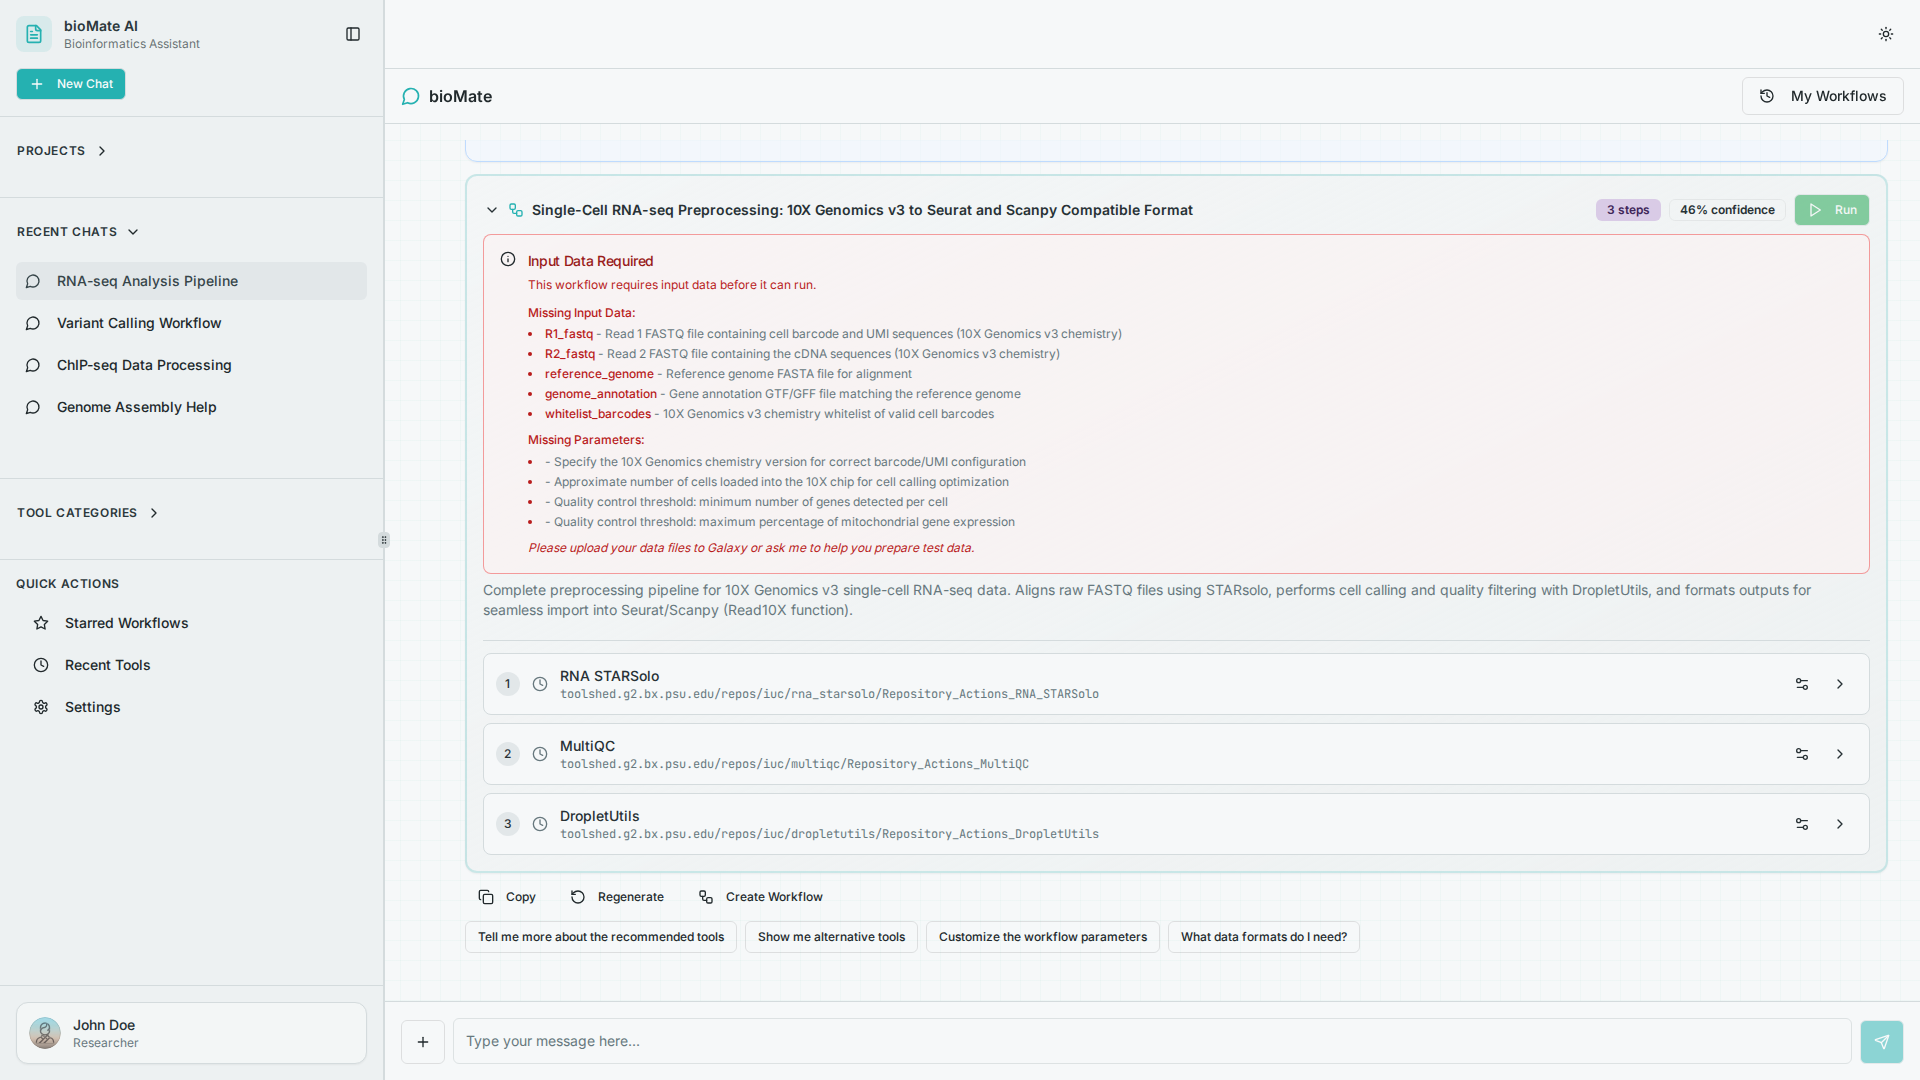 bioMate AI
Bioinformatics Assistant
New Chat
PROJECTS
RECENT CHATS
RNA-seq Analysis Pipeline
Variant Calling Workflow
ChIP-seq Data Processing
Genome Assembly Help
TOOL CATEGORIES
QUICK ACTIONS
Starred Workflows
Recent Tools
Settings
John Doe
Researcher
bioMate
My Workflows
Single-Cell RNA-seq Preprocessing: 10X Genomics v3 to Seurat and Scanpy Compatible Format
3 steps
46% confidence
Run
Input Data Required
This workflow requires input data before it can run.
Missing Input Data:
• R1_fastq - Read 1 FASTQ file containing cell barcode and UMI sequences (10X Genomics v3 chemistry)
• R2_fastq - Read 2 FASTQ file containing the cDNA sequences (10X Genomics v3 chemistry)
• reference_genome - Reference genome FASTA file for alignment
• genome_annotation - Gene annotation GTF/GFF file matching the reference genome
• whitelist_barcodes - 10X Genomics v3 chemistry whitelist of valid cell barcodes
Missing Parameters:
• - Specify the 10X Genomics chemistry version for correct barcode/UMI configuration
• - Approximate number of cells loaded into the 10X chip for cell calling optimization
• - Quality control threshold: minimum number of genes detected per cell
• - Quality control threshold: maximum percentage of mitochondrial gene expression
Please upload your data files to Galaxy or ask me to help you prepare test data.
Complete preprocessing pipeline for 10X Genomics v3 single-cell RNA-seq data. Aligns raw FASTQ files using STARsolo, performs cell calling and quality filtering with DropletUtils, and formats outputs for
seamless import into Seurat/Scanpy (Read10X function).
1
RNA STARSolo
toolshed.g2.bx.psu.edu/repos/iuc/rna_starsolo/Repository_Actions_RNA_STARSolo
2
MultiQC
toolshed.g2.bx.psu.edu/repos/iuc/multiqc/Repository_Actions_MultiQC
3
DropletUtils
toolshed.g2.bx.psu.edu/repos/iuc/dropletutils/Repository_Actions_DropletUtils
Copy
Regenerate
Create Workflow
Tell me more about the recommended tools
Show me alternative tools
Customize the workflow parameters
What data formats do I need?
Type your message here...